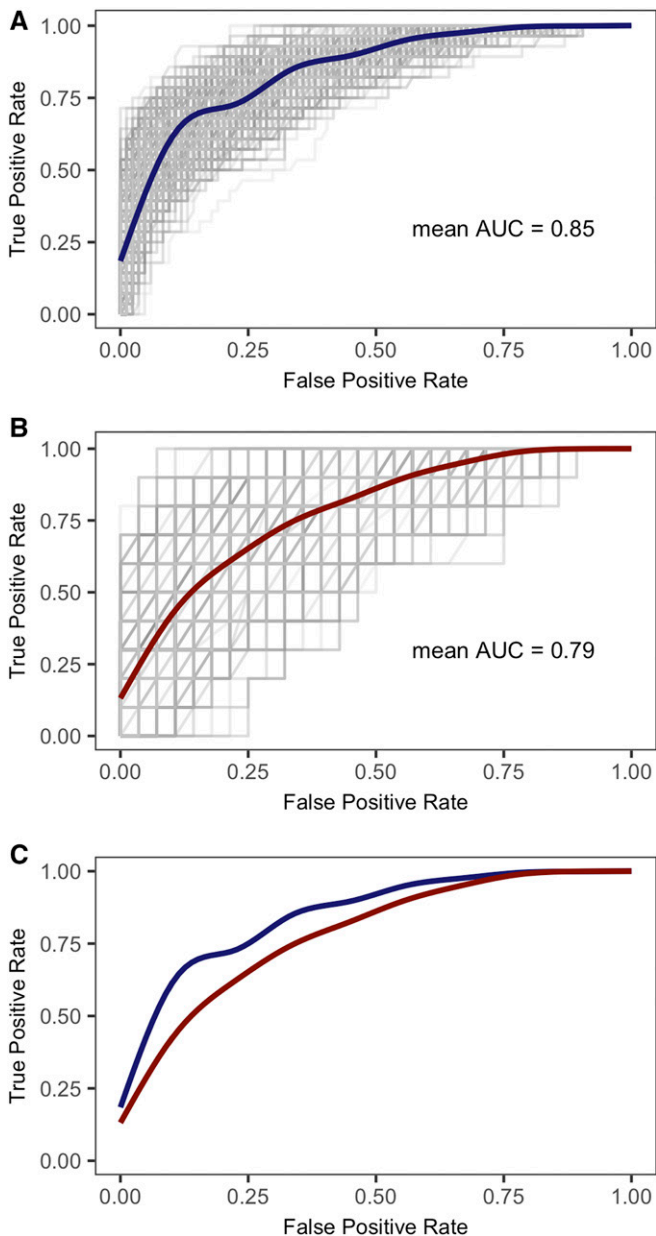 A
1.00
0.75
0.50
0.25
0.00
True Positive Rate
mean AUC = 0.85
0.00 0.25 0.50 0.75 1.00
False Positive Rate
B
1.00
0.75
0.50
0.25
0.00
True Positive Rate
mean AUC = 0.79
0.00 0.25 0.50 0.75 1.00
False Positive Rate
C
1.00
0.75
0.50
0.25
0.00
True Positive Rate
0.00 0.25 0.50 0.75 1.00
False Positive Rate